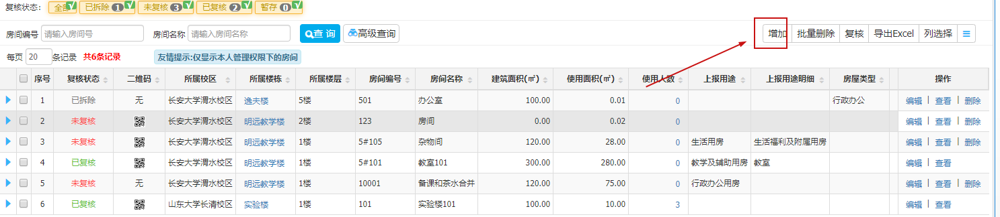 复核状态: 全部 已拆除 1 未复核 3 已复核 2 暂存 0
房间编号 请输入房间号 房间名称 请输入房间名称 查 询 高级查询 增加 批量删除 复核 导出Excel 列选择
每页 20 条记录 共6条记录 友情提示:仅显示本人管理权限下的房间
序号 复核状态 二维码 所属校区 所属楼栋 所属楼层 房间编号 房间名称 建筑面积(㎡) 使用面积(㎡) 使用人数 上报用途 上报用途明细 房屋类型 操作
1 已拆除 无 长安大学渭水校区 逸夫楼 5楼 501 办公室 100.00 0.01 0 行政办公 编辑 | 查看 | 删除
2 未复核 长安大学渭水校区 明远教学楼 2楼 123 房间 0.00 0.02 0 编辑 | 查看 | 删除
3 未复核 长安大学渭水校区 明远教学楼 1楼 5#105 杂物间 120.00 28.00 0 生活用房 生活福利及附属用房 编辑 | 查看 | 删除
4 已复核 长安大学渭水校区 明远教学楼 1楼 5#101 教室101 300.00 280.00 0 教学及辅助用房 教室 编辑 | 查看
5 未复核 无 长安大学渭水校区 明远教学楼 1楼 10001 备课和茶水合并 120.00 75.00 0 行政办公用房 编辑 | 查看 | 删除
6 已复核 山东大学长清校区 实验楼 1楼 101 实验楼101 100.00 10.00 3 编辑 | 查看